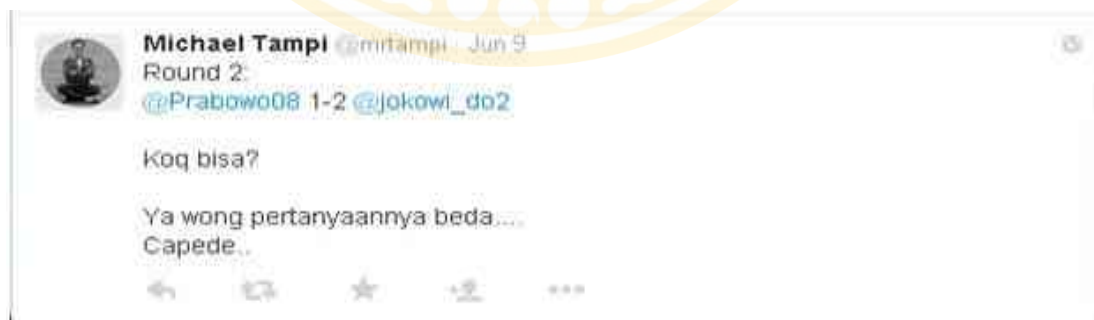 Michael Tampi @mrtampi · Jun 9
Round 2:
@Prabowo08 1-2 @jokowi_do2
Koq bisa?
Ya wong pertanyaannya beda....
Capede..